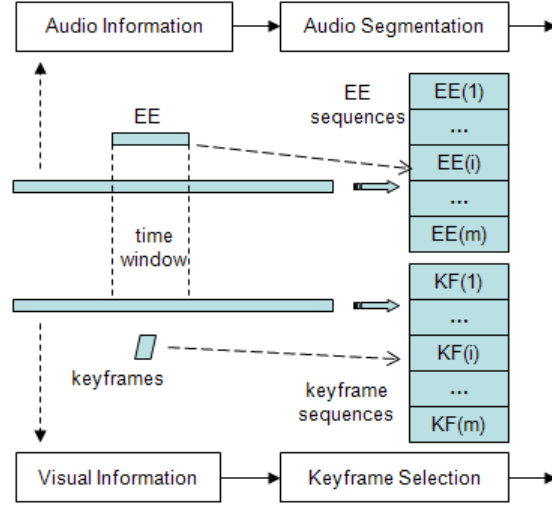 Audio Information
Audio Segmentation
EE
sequences
EE
EE(1)
...
EE(i)
...
EE(m)
time
window
KF(1)
...
KF(i)
...
KF(m)
keyframes
keyframe
sequences
Visual Information
Keyframe Selection